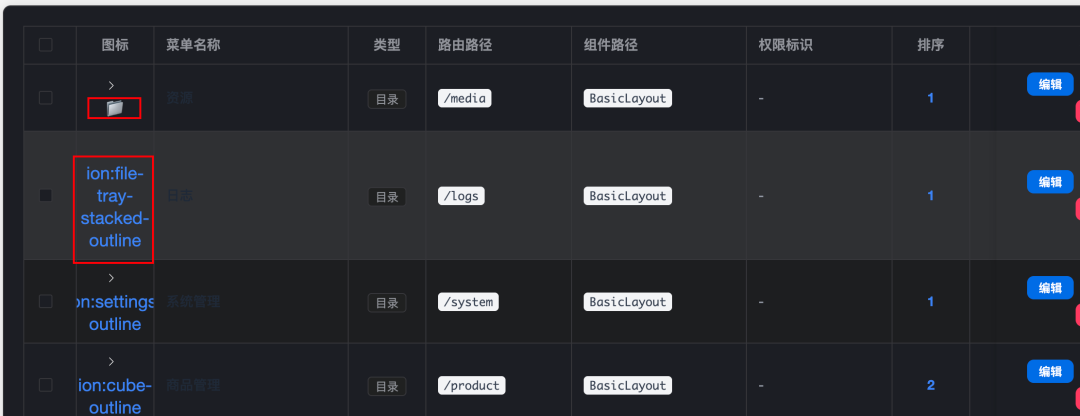 图标 菜单名称 类型 路由路径 组件路径 权限标识 排序
资源 目录 /media BasicLayout - 1 编辑
ion:file-
tray-
stacked-
outline
日志 目录 /logs BasicLayout - 1 编辑
on:settings
outline
系统管理 目录 /system BasicLayout - 1 编辑
ion:cube-
outline
商品管理 目录 /product BasicLayout - 2 编辑